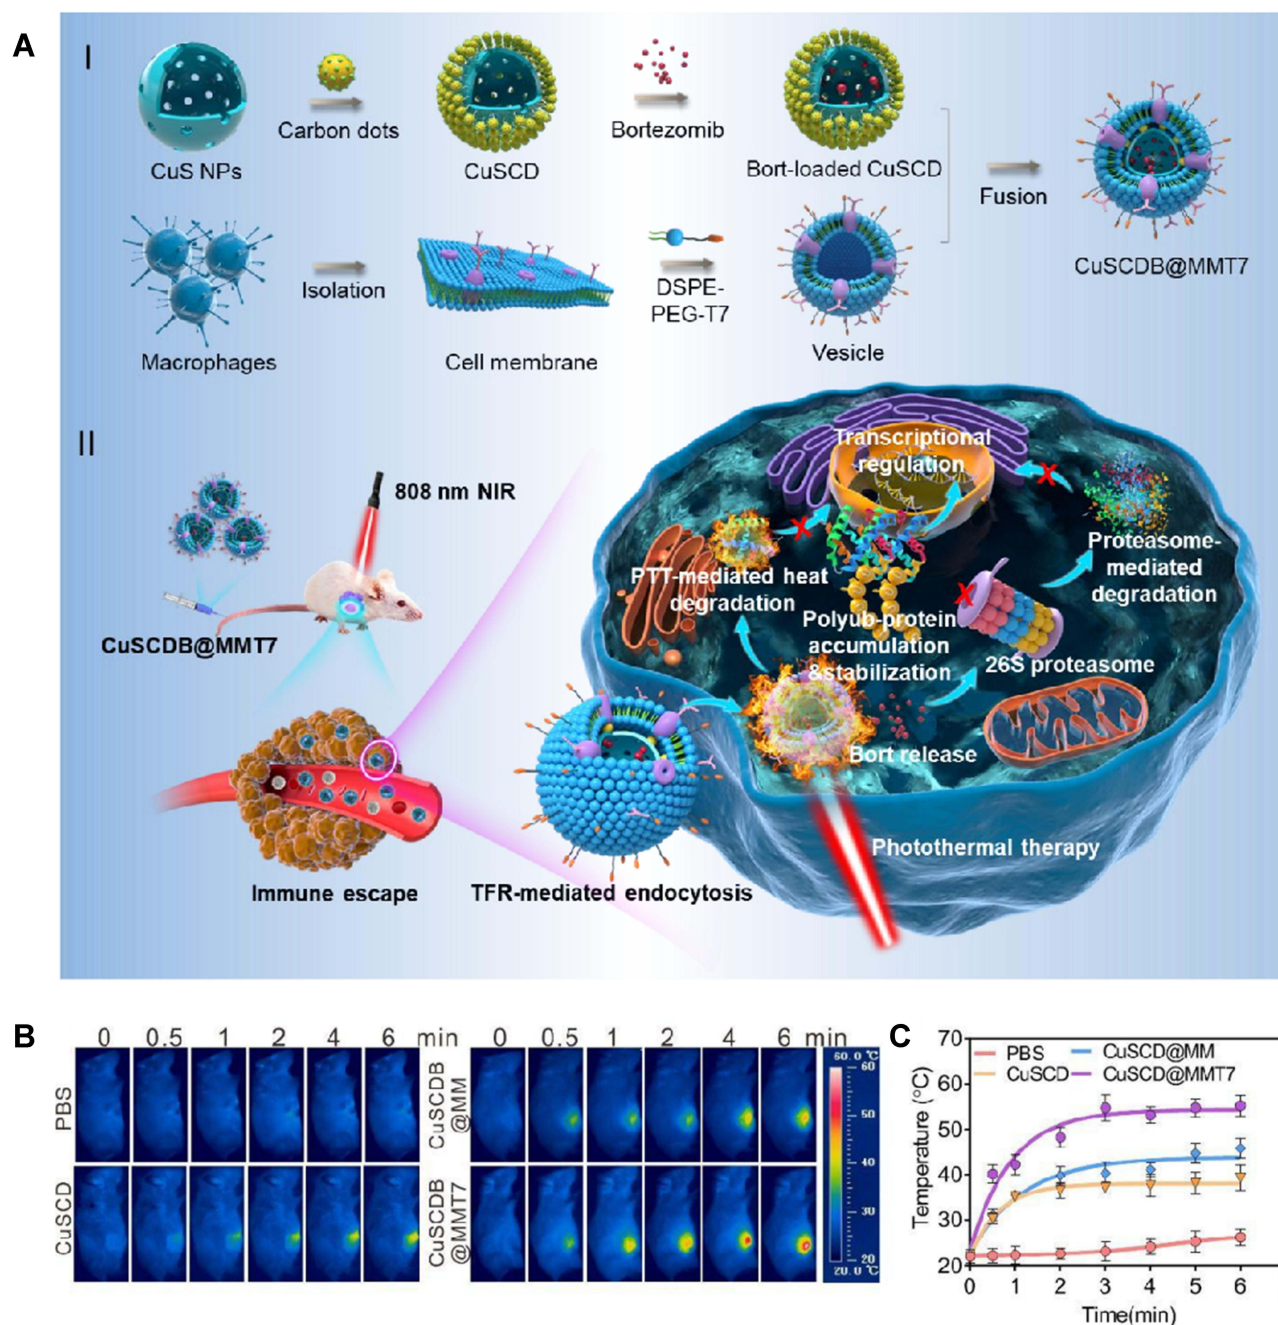 A
I
Carbon dots
Bortezomib
CuS NPs
CuSCD
Bort-loaded CuSCD
Fusion
CuSCDB@MMT7
Isolation
DSPE-
PEG-T7
Macrophages
Cell membrane
Vesicle
II
808 nm NIR
CuSCDB@MMT7
Immune escape
TFR-mediated endocytosis
Transcriptional
regulation
X
X
PTT-mediated heat
degradation
Proteasome-
mediated
degradation
X
Polyub-protein
accumulation
&stabilization
26S proteasome
Bort release
Photothermal therapy
B
0 0.5 1 2 4 6 min
PBS
CuSCD
0 0.5 1 2 4 6 min
CuSCDB
@MM
CuSCDB
@MMT7
60.0 ℃
60
50
40
30
20
20.0 ℃
C
PBS
CuSCD
CuSCD@MM
CuSCD@MMT7
Temperature (°C)
70
60
50
40
30
20
0 1 2 3 4 5 6
Time(min)